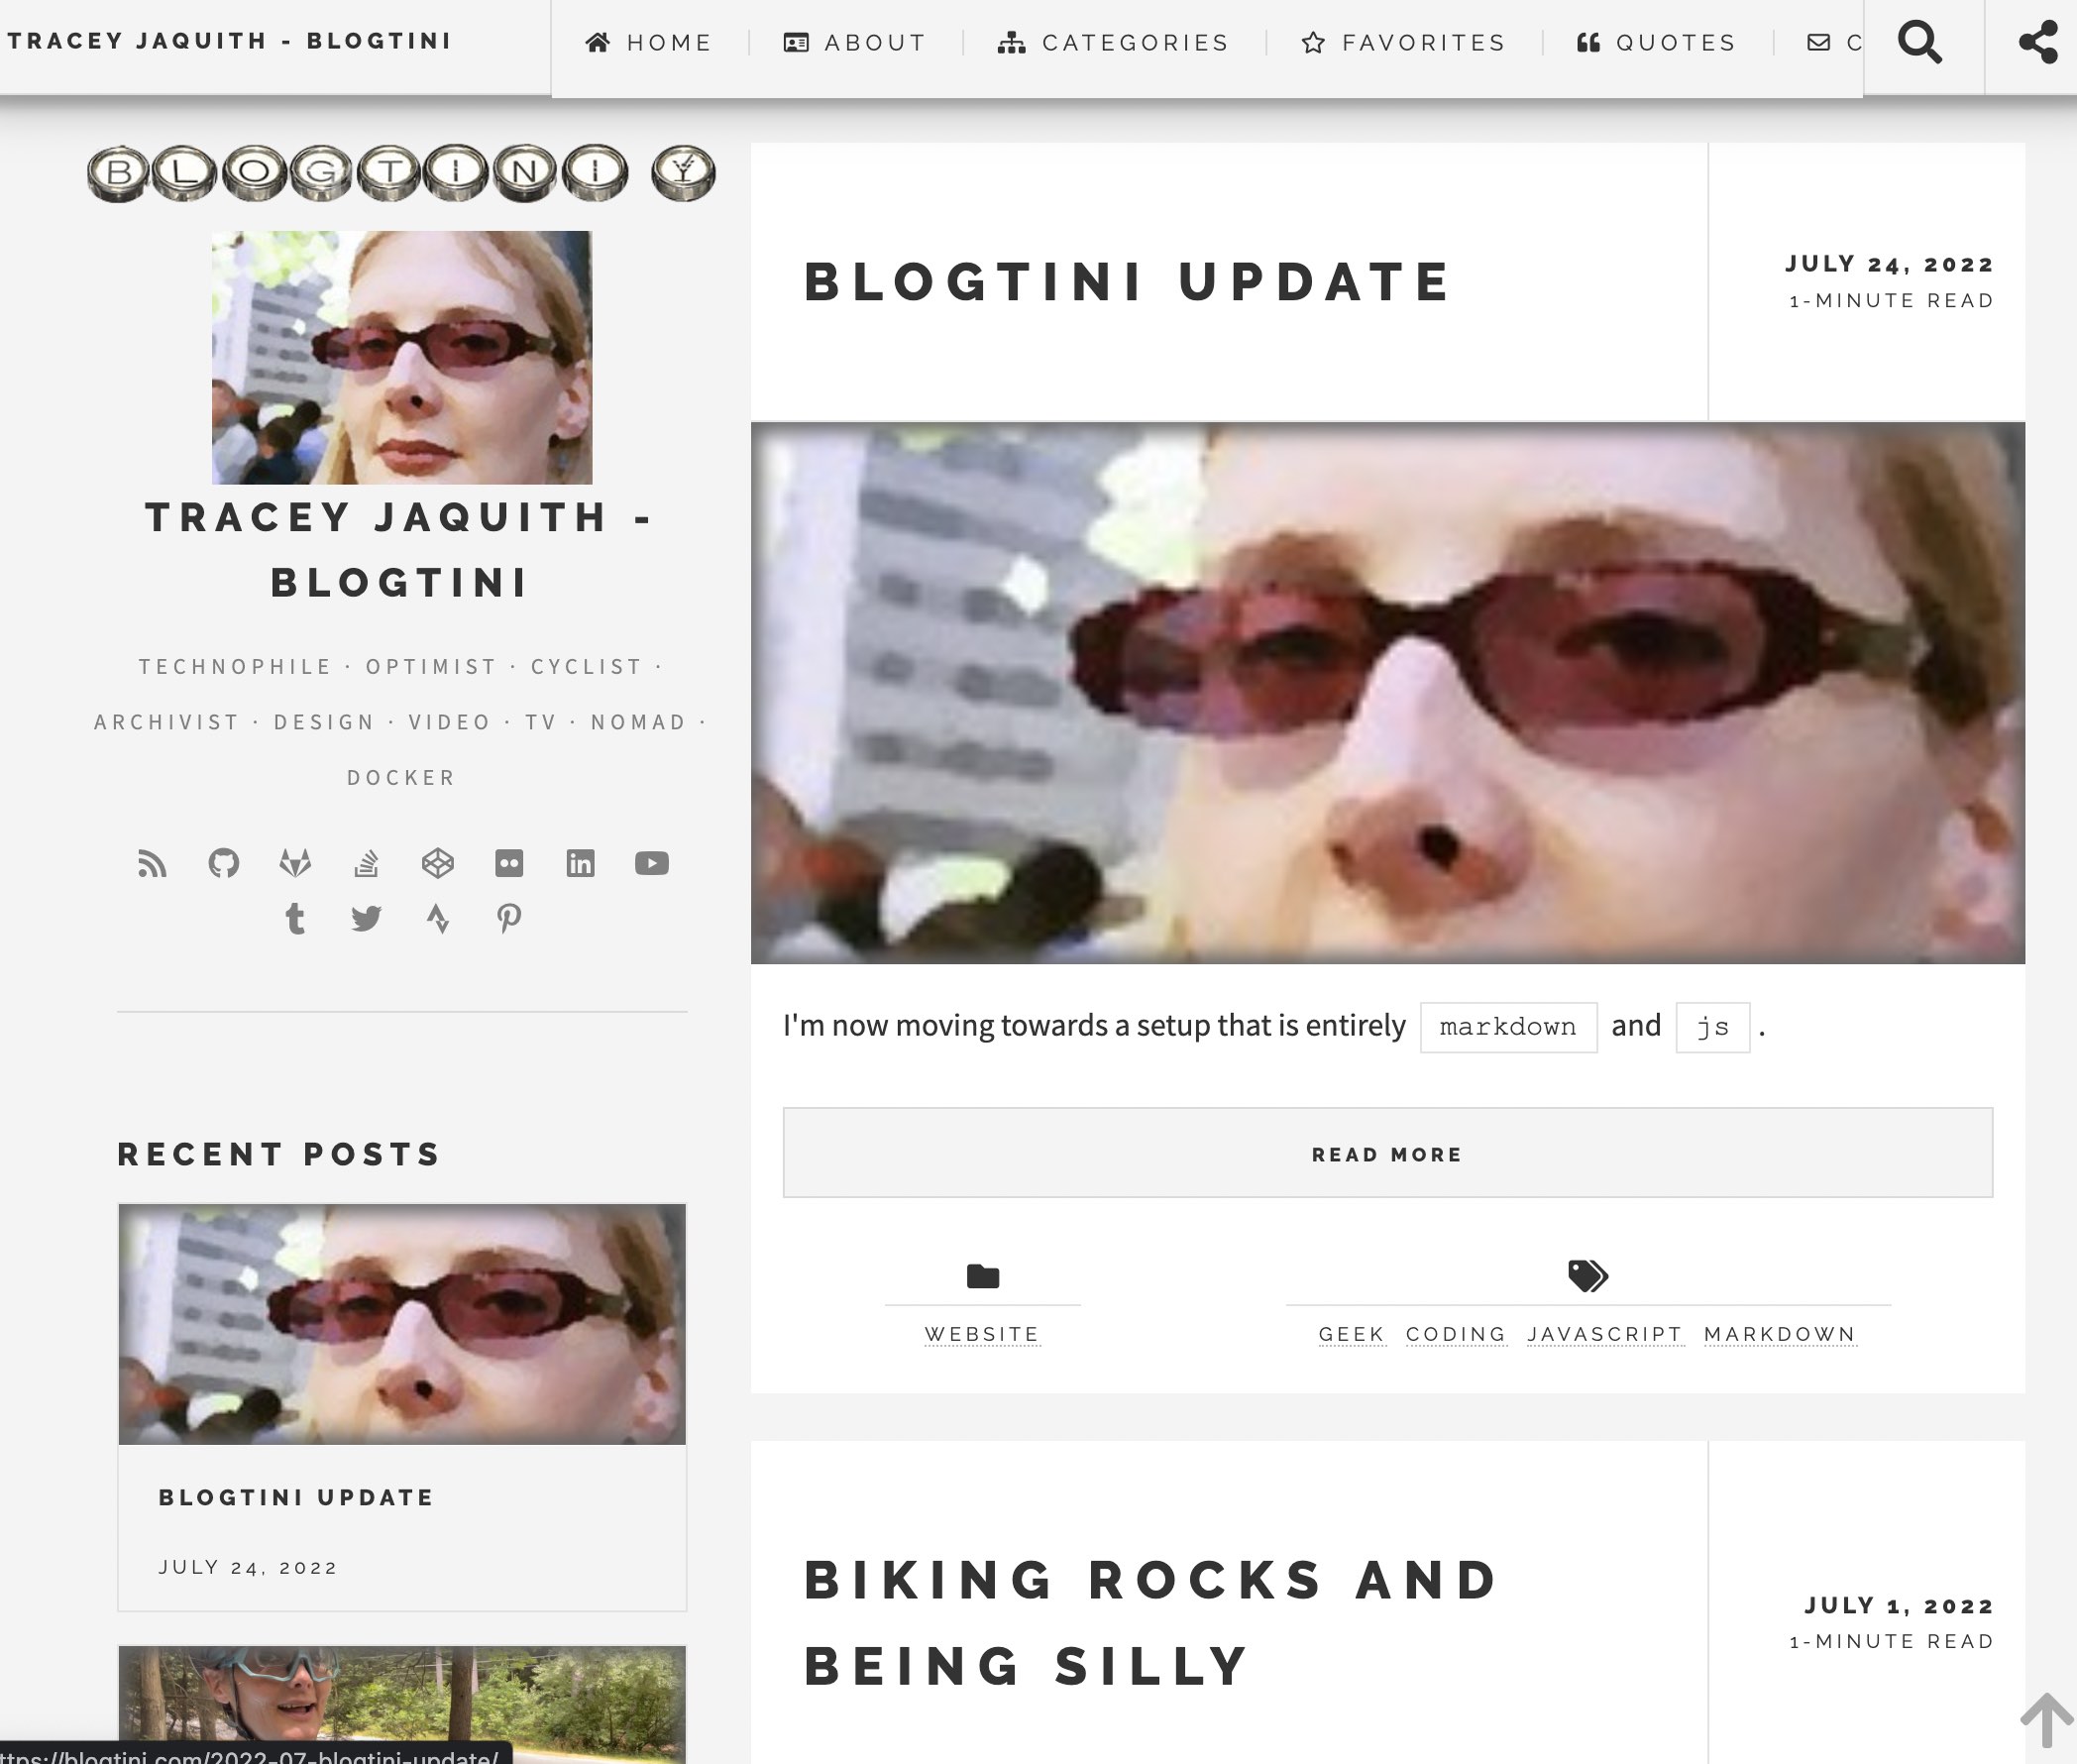 TRACEY JAQUITH - BLOGTINI
HOME
ABOUT
CATEGORIES
FAVORITES
QUOTES
C
BLOGTINI Y
TRACEY JAQUITH -
BLOGTINI
TECHNOPHILE · OPTIMIST · CYCLIST ·
ARCHIVIST · DESIGN · VIDEO · TV · NOMAD ·
DOCKER
RECENT POSTS
BLOGTINI UPDATE
JULY 24, 2022
BLOGTINI UPDATE
JULY 24, 2022
1-MINUTE READ
I'm now moving towards a setup that is entirely markdown and js .
READ MORE
WEBSITE
GEEK CODING JAVASCRIPT MARKDOWN
BIKING ROCKS AND
BEING SILLY
JULY 1, 2022
1-MINUTE READ
ttps://blogtini.com/2022-07-blogtini-update/